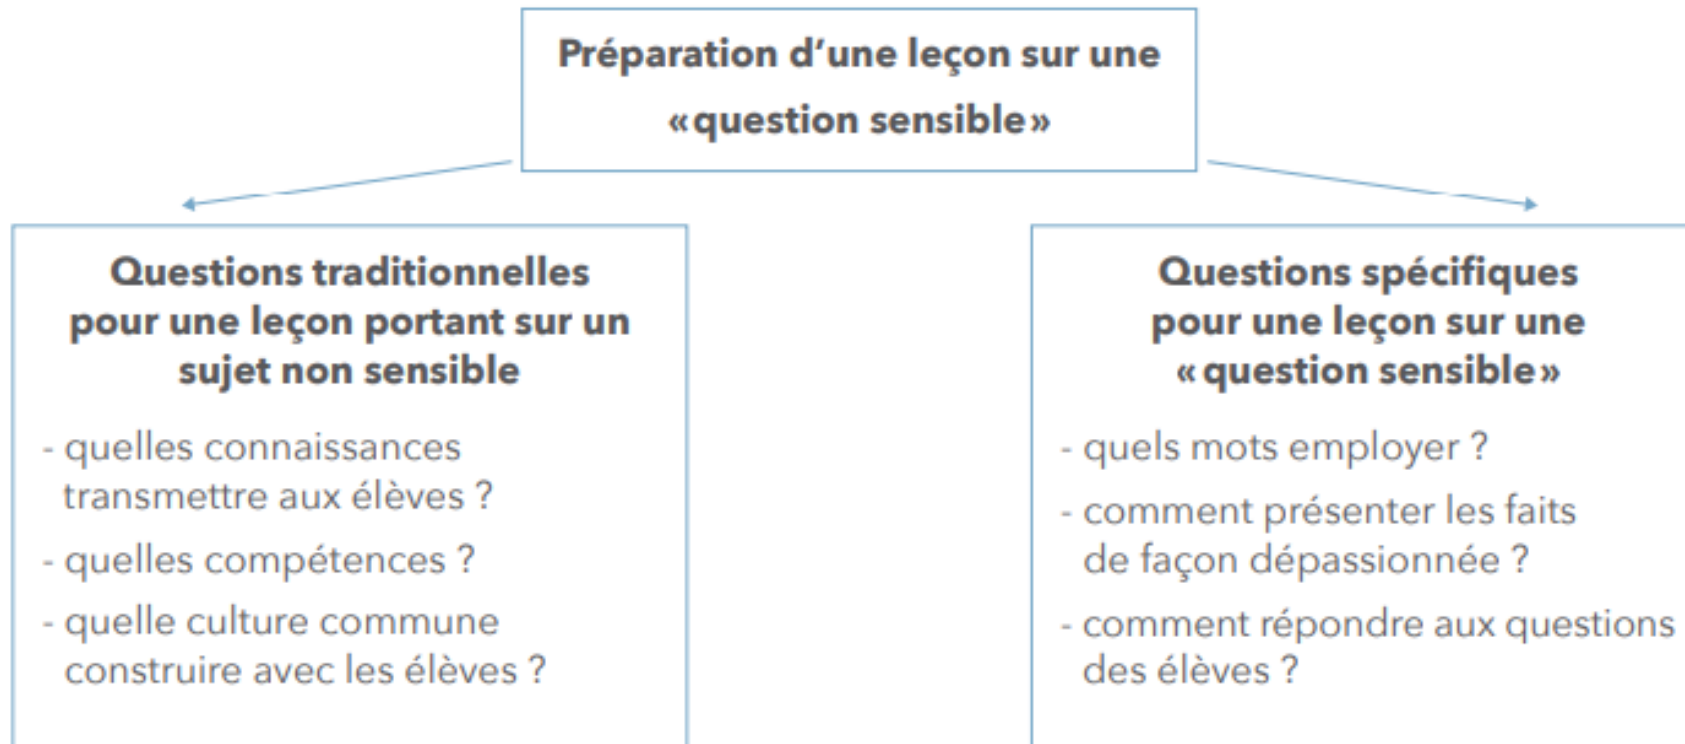 Préparation d’une leçon sur une
«question sensible»
Questions traditionnelles
pour une leçon portant sur un
sujet non sensible
- quelles connaissances
transmettre aux élèves ?
- quelles compétences ?
- quelle culture commune
construire avec les élèves ?
Questions spécifiques
pour une leçon sur une
«question sensible»
- quels mots employer ?
- comment présenter les faits
de façon dépassionnée ?
- comment répondre aux questions
des élèves ?